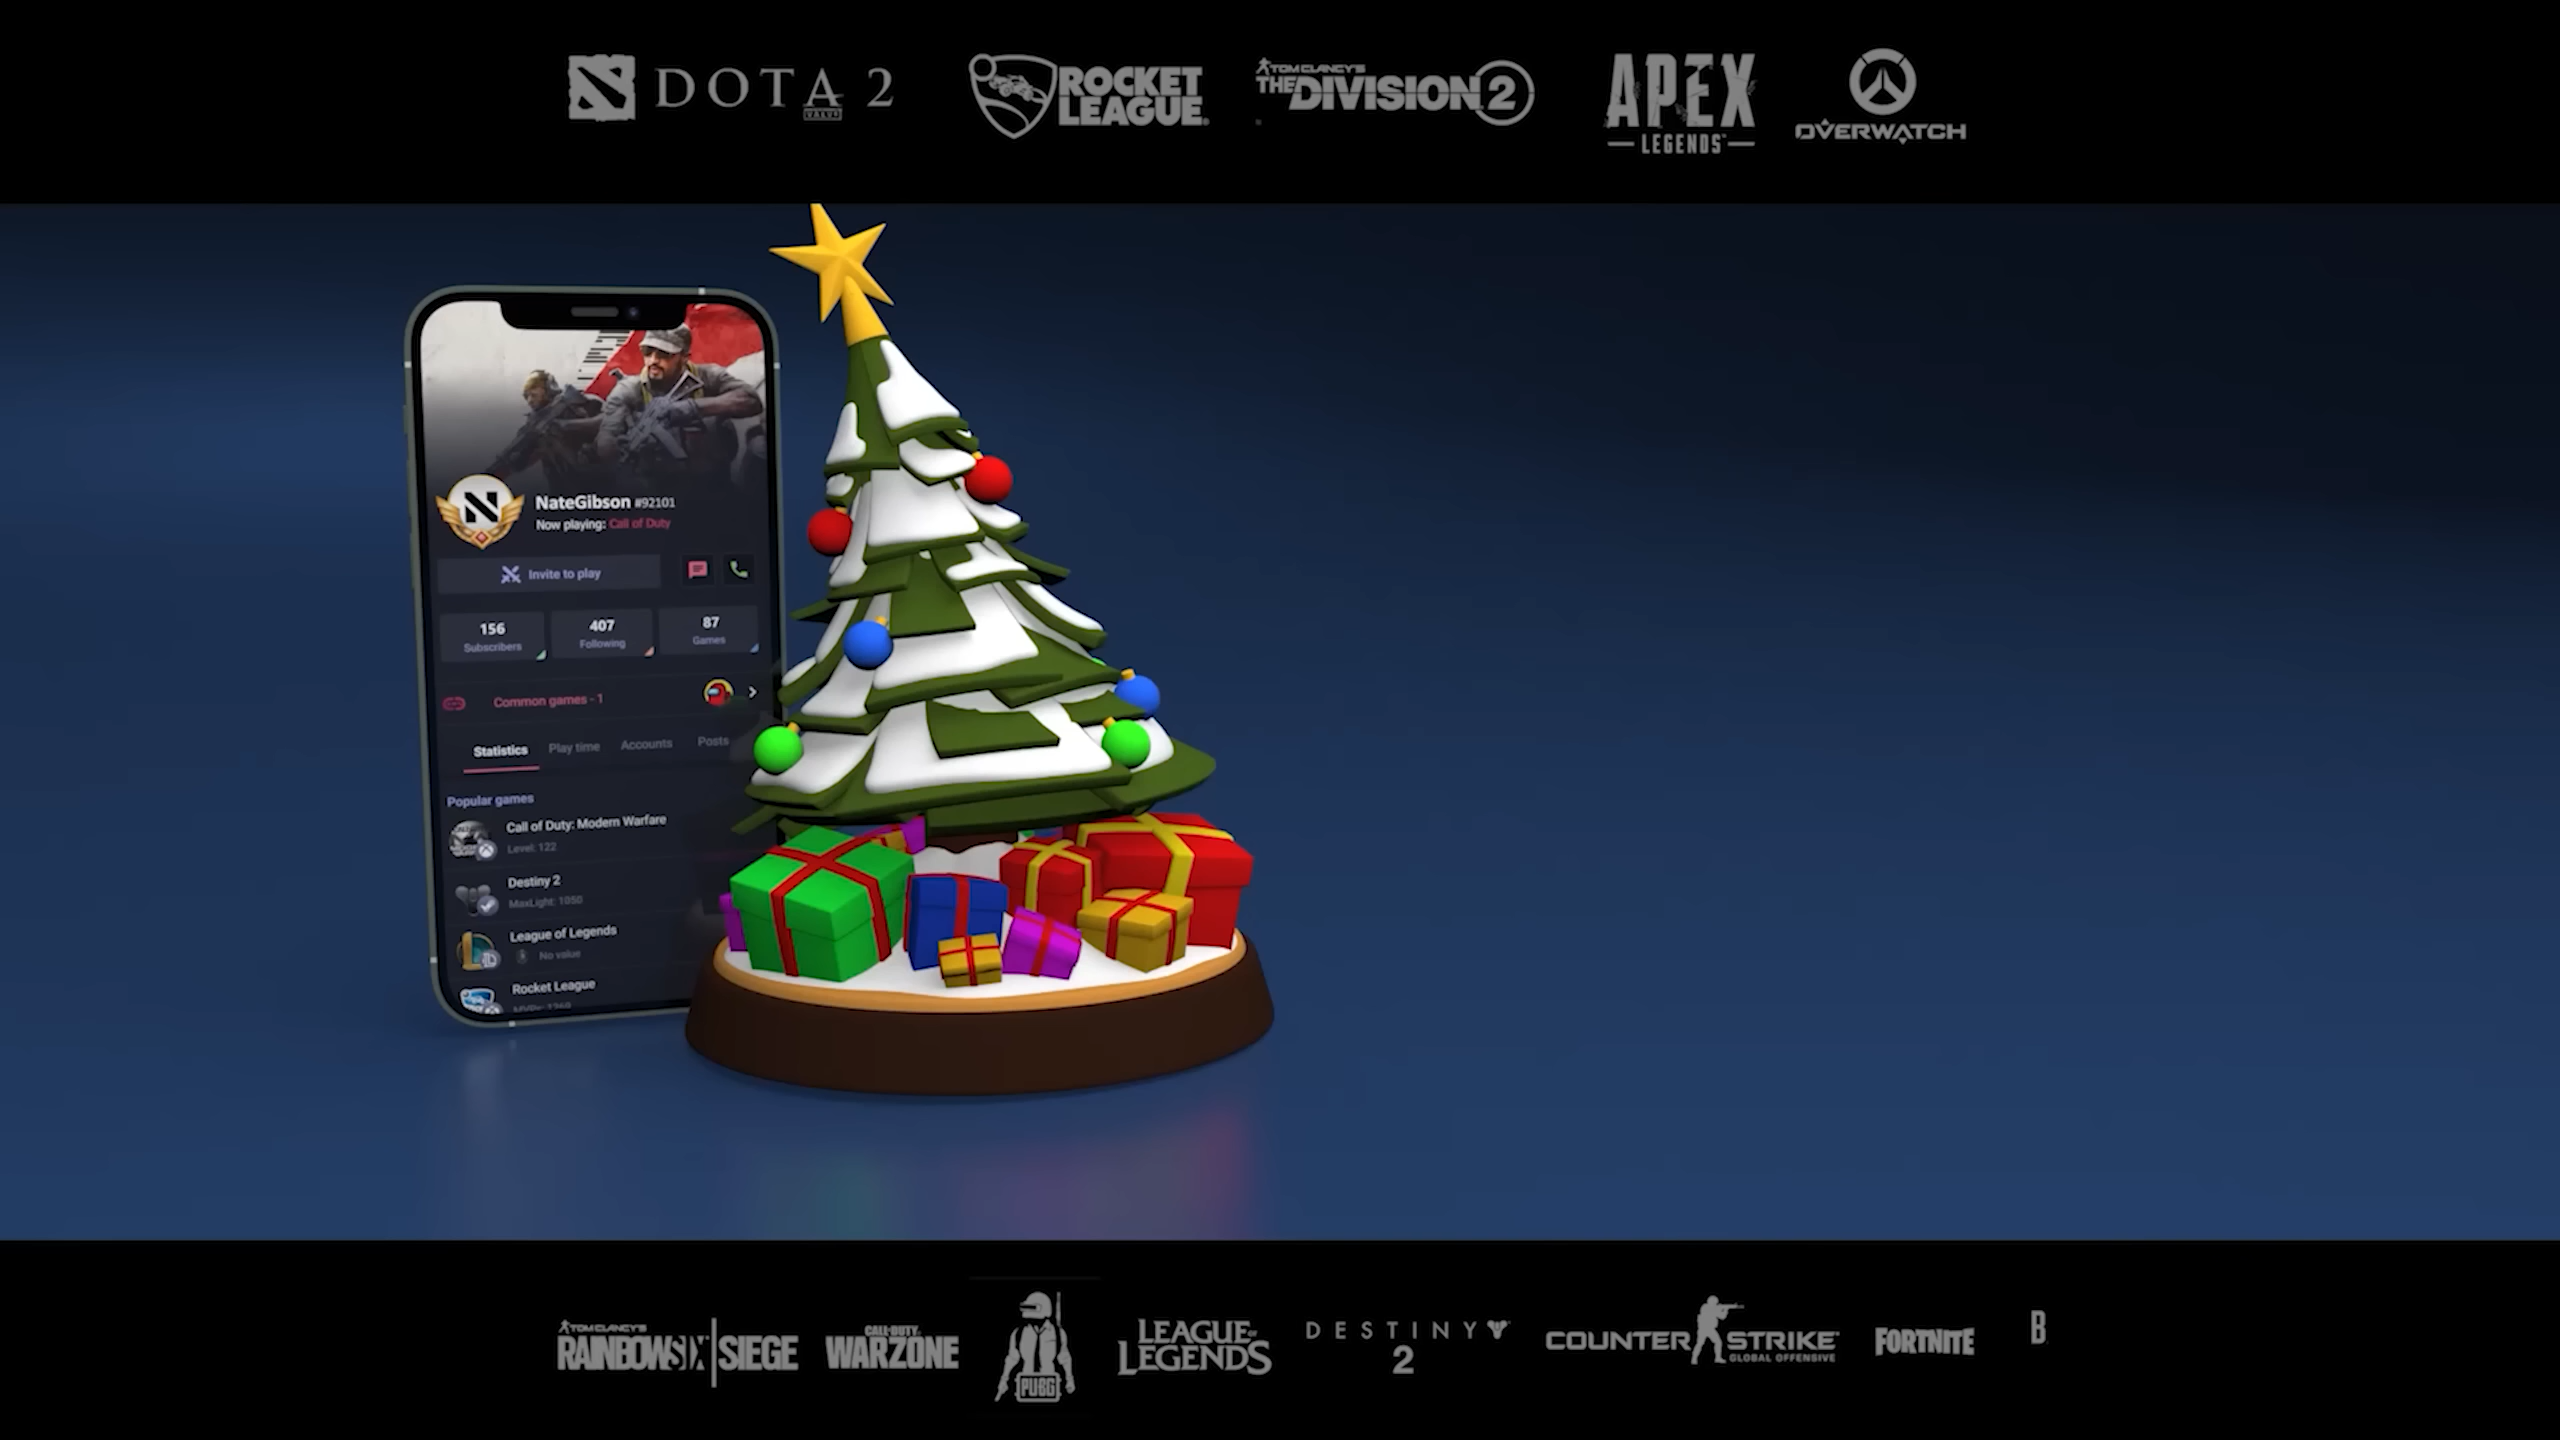 DOTA 2
VALVE
ROCKET
LEAGUE
TOM CLANCY'S
THE DIVISION 2
APEX
LEGENDS
OVERWATCH
N
NateGibson #92101
Now playing: Call of Duty
Invite to play
156
Subscribers
407
Following
87
Games
Common games - 1
Statistics
Play time
Accounts
Posts
Popular games
Call of Duty: Modern Warfare
Level: 122
Destiny 2
MaxLight: 1050
League of Legends
No value
Rocket League
TOM CLANCY'S
RAINBOW SIX | SIEGE
CALL OF DUTY
WARZONE
PUBG
LEAGUE OF
LEGENDS
DESTINY
2
COUNTER STRIKE
GLOBAL OFFENSIVE
FORTNITE
B